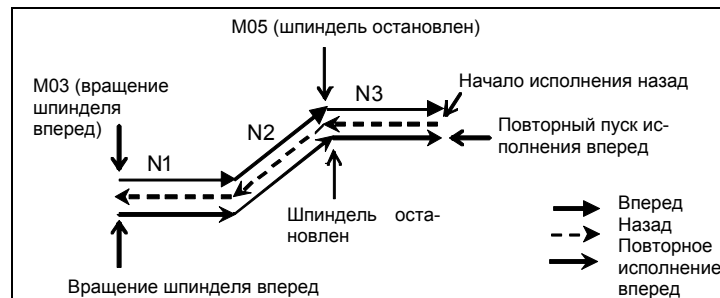 M05 (шпиндель остановлен)
M03 (вращение
шпинделя
вперед)
Начало исполнения назад
N3
N2
N1
Повторный пуск ис-
полнения вперед
Шпиндель оста-
новлен
Вперед
Назад
Повторное
исполнение
вперед
Вращение шпинделя вперед